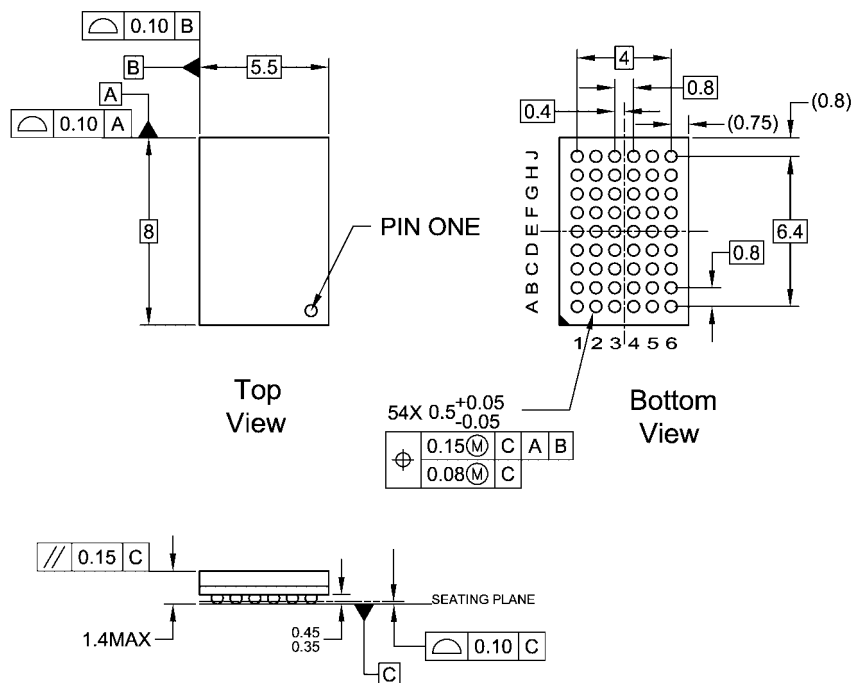 ⌓ 0.10 B
B
5.5
A
⌓ 0.10 A
8
PIN ONE
Top
View
4
0.8
0.4
(0.75)
(0.8)
6.4
0.8
J
H
G
F
E
D
C
B
A
1 2 3 4 5 6
54X 0.5+0.05
-0.05
⌖ 0.15Ⓜ C A B
0.08Ⓜ C
Bottom
View
// 0.15 C
1.4MAX
0.45
0.35
SEATING PLANE
⌓ 0.10 C
C